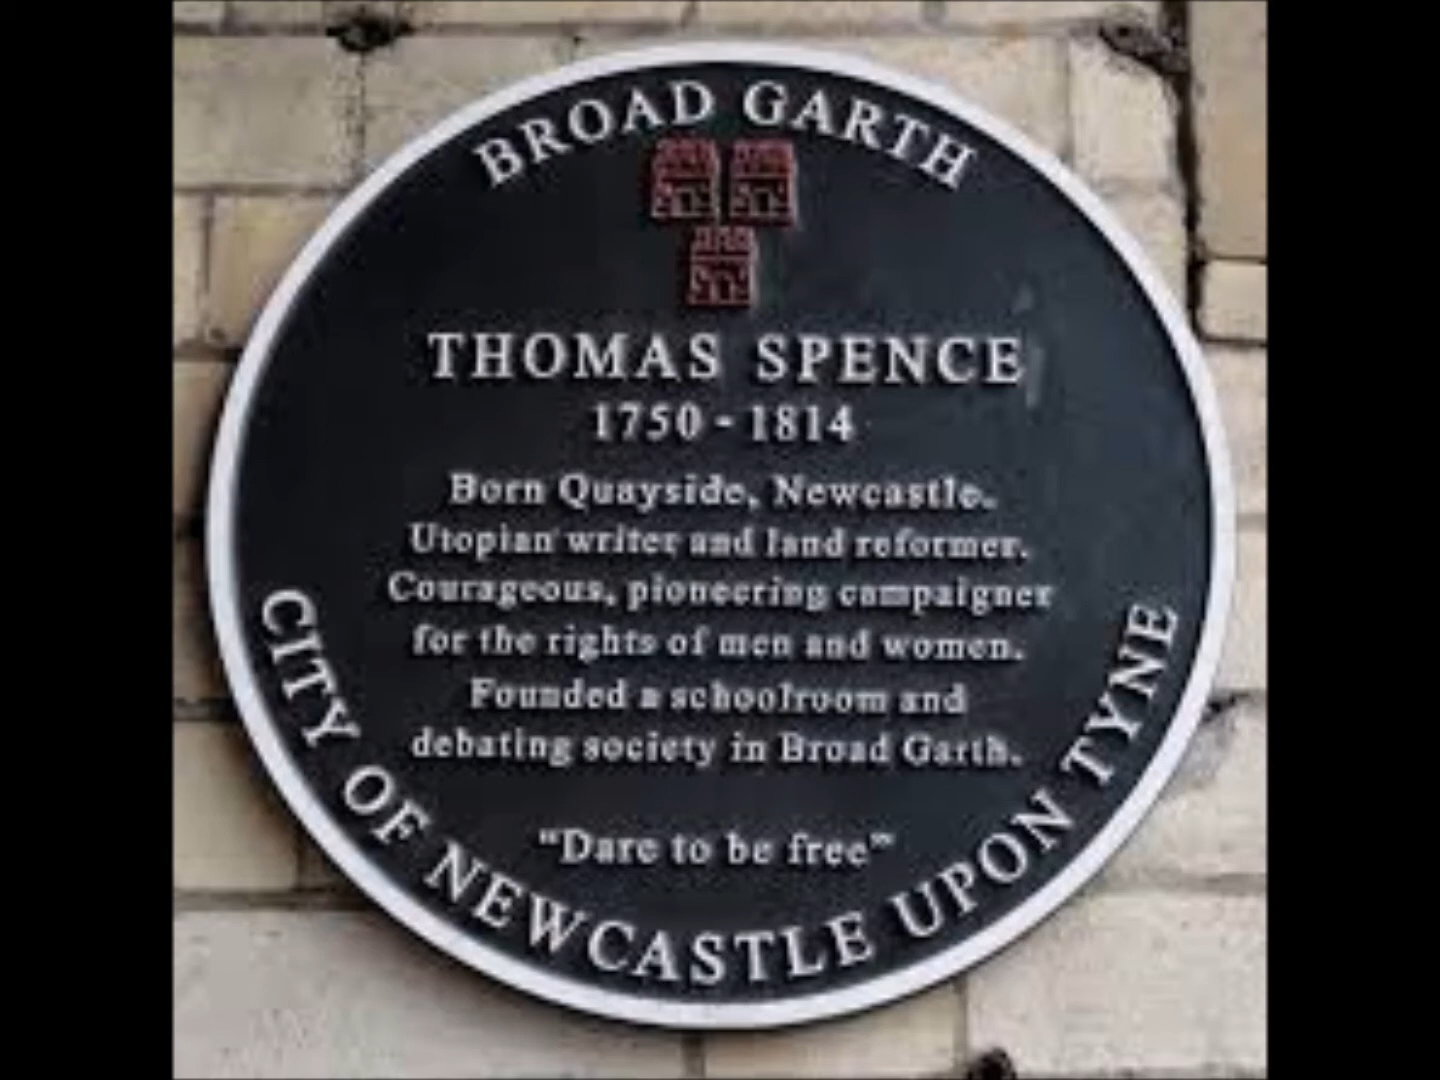 BROAD GARTH
THOMAS SPENCE
1750 - 1814
Born Quayside, Newcastle.
Utopian writer and land reformer.
Courageous, pioneering campaigner
for the rights of men and women.
Founded a schoolroom and
debating society in Broad Garth.
"Dare to be free"
CITY OF NEWCASTLE UPON TYNE